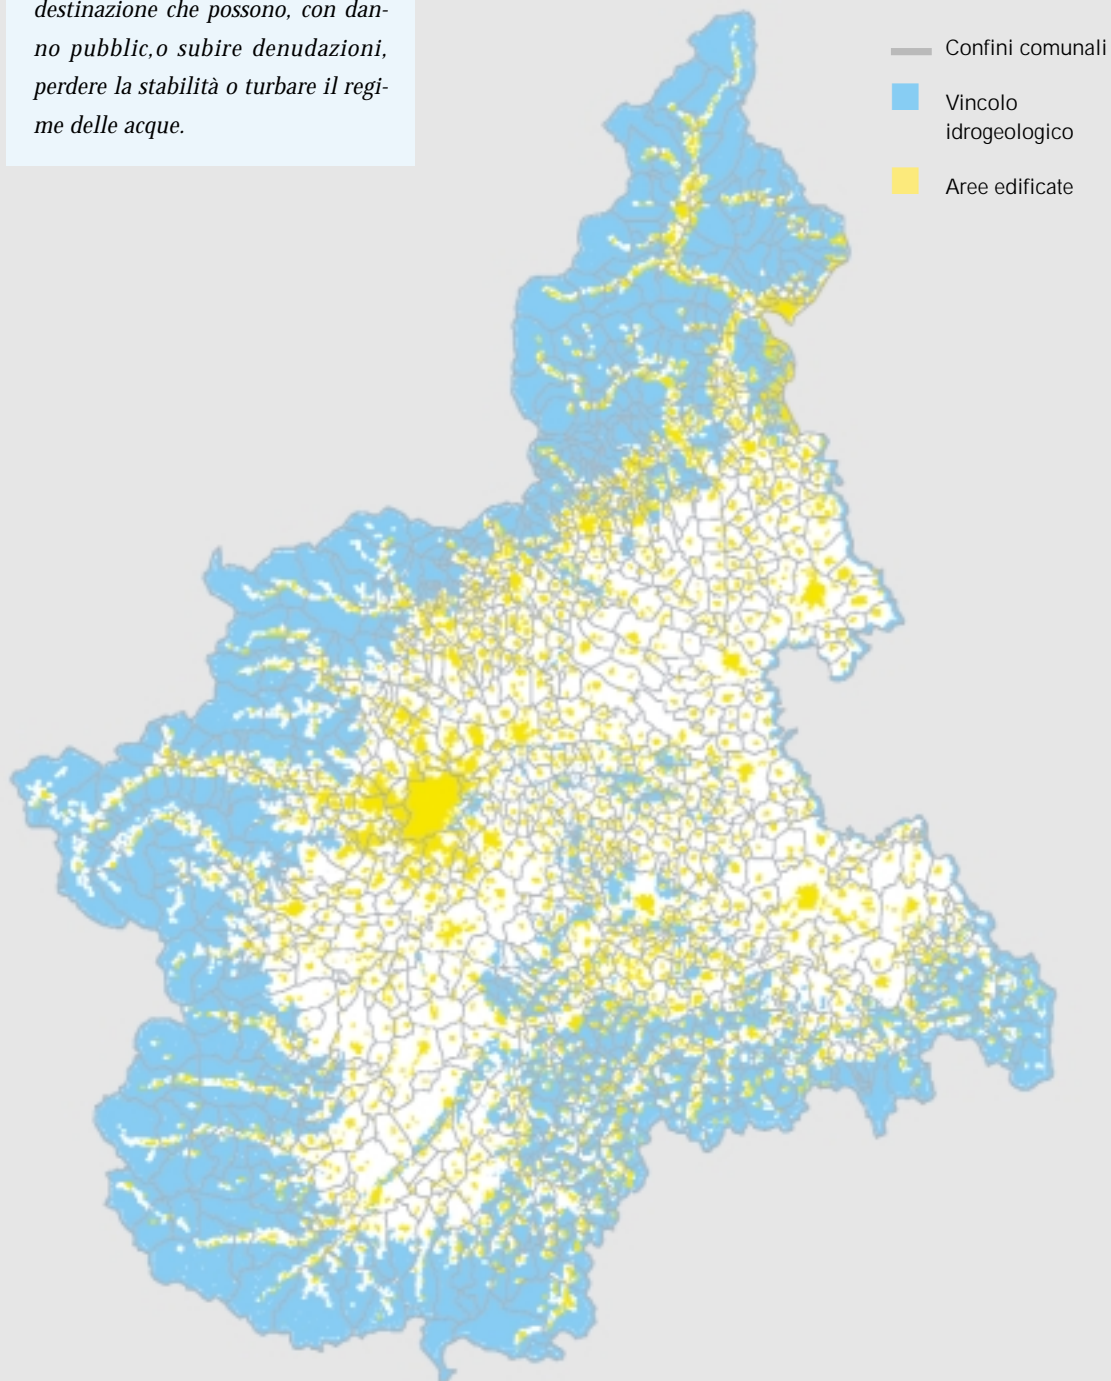 destinazione che possono, con dan-
no pubblic,o subire denudazioni,
perdere la stabilità o turbare il regi-
me delle acque.
Confini comunali
Vincolo
idrogeologico
Aree edificate